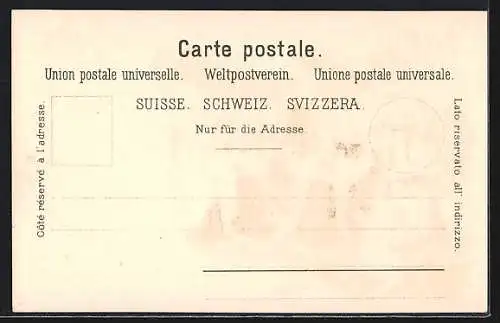 Carte postale.
Union postale universelle. Weltpostverein. Unione postale universale.
SUISSE. SCHWEIZ. SVIZZERA.
Nur für die Adresse
Côté réservé à l'adresse.
Lato riservato all' indirizzo.